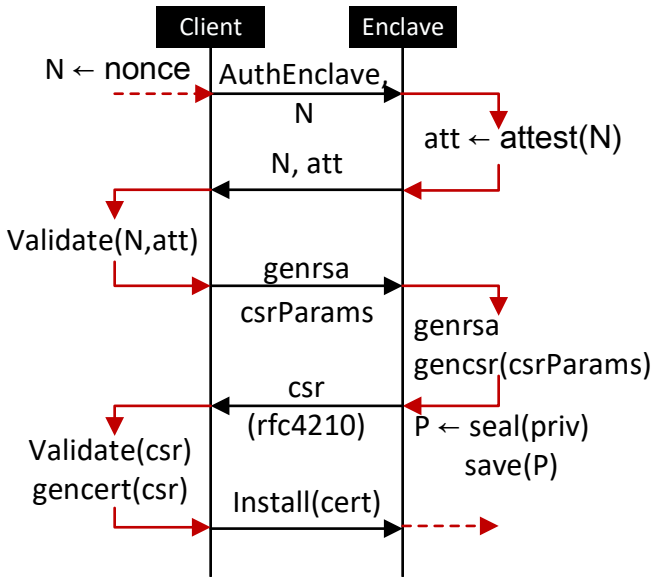 Client
Enclave
N ← nonce
AuthEnclave,
N
att ← attest(N)
N, att
Validate(N,att)
genrsa
csrParams
genrsa
gencsr(csrParams)
csr
(rfc4210)
P ← seal(priv)
save(P)
Validate(csr)
gencert(csr)
Install(cert)